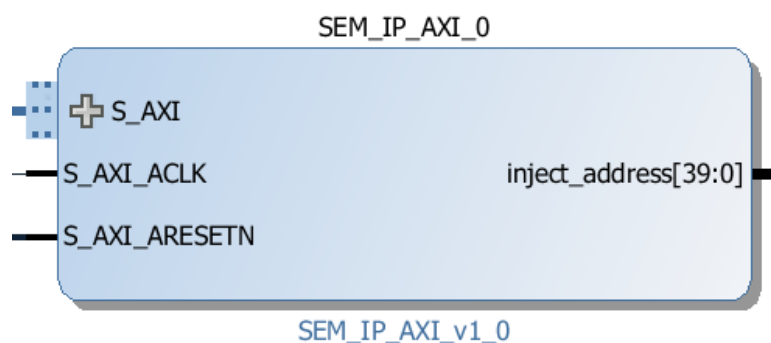 SEM_IP_AXI_0
S_AXI
S_AXI_ACLK
inject_address[39:0]
S_AXI_ARESETN
SEM_IP_AXI_v1_0